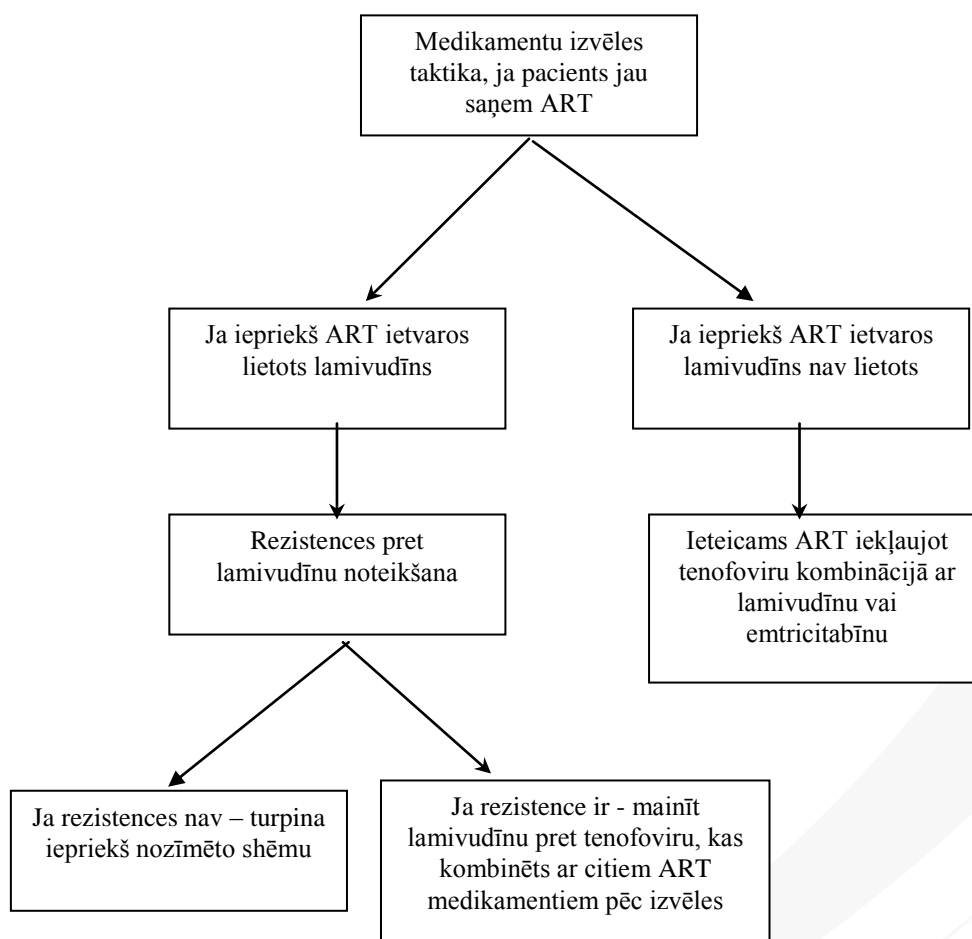 Medikamentu izvēles
taktika, ja pacients jau
saņem ART
Ja iepriekš ART ietvaros
lietots lamivudīns
Ja iepriekš ART ietvaros
lamivudīns nav lietots
Rezistences pret
lamivudīnu noteikšana
Ieteicams ART iekļaujot
tenofoviru kombinācijā ar
lamivudīnu vai
emtricitabīnu
Ja rezistences nav – turpina
iepriekš nozīmēto shēmu
Ja rezistence ir - mainīt
lamivudīnu pret tenofoviru, kas
kombinēts ar citiem ART
medikamentiem pēc izvēles